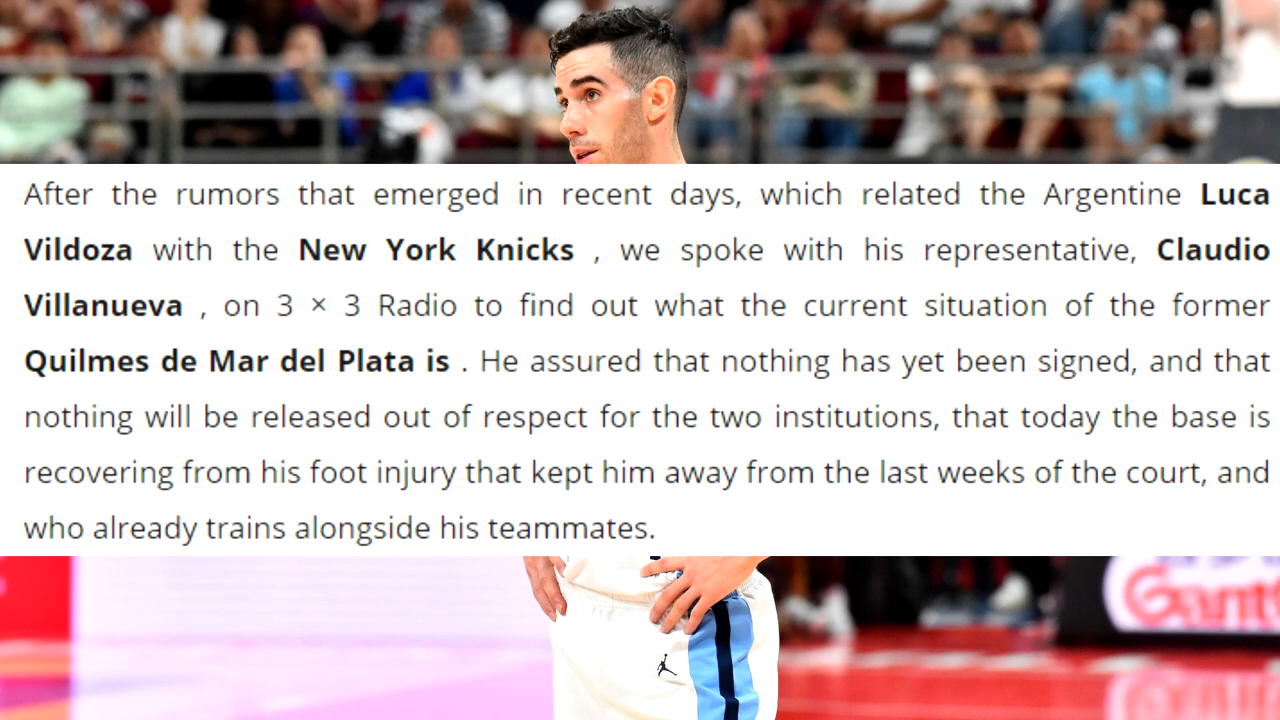 After the rumors that emerged in recent days, which related the Argentine Luca
Vildoza with the New York Knicks , we spoke with his representative, Claudio
Villanueva , on 3 × 3 Radio to find out what the current situation of the former
Quilmes de Mar del Plata is . He assured that nothing has yet been signed, and that
nothing will be released out of respect for the two institutions, that today the base is
recovering from his foot injury that kept him away from the last weeks of the court, and
who already trains alongside his teammates.